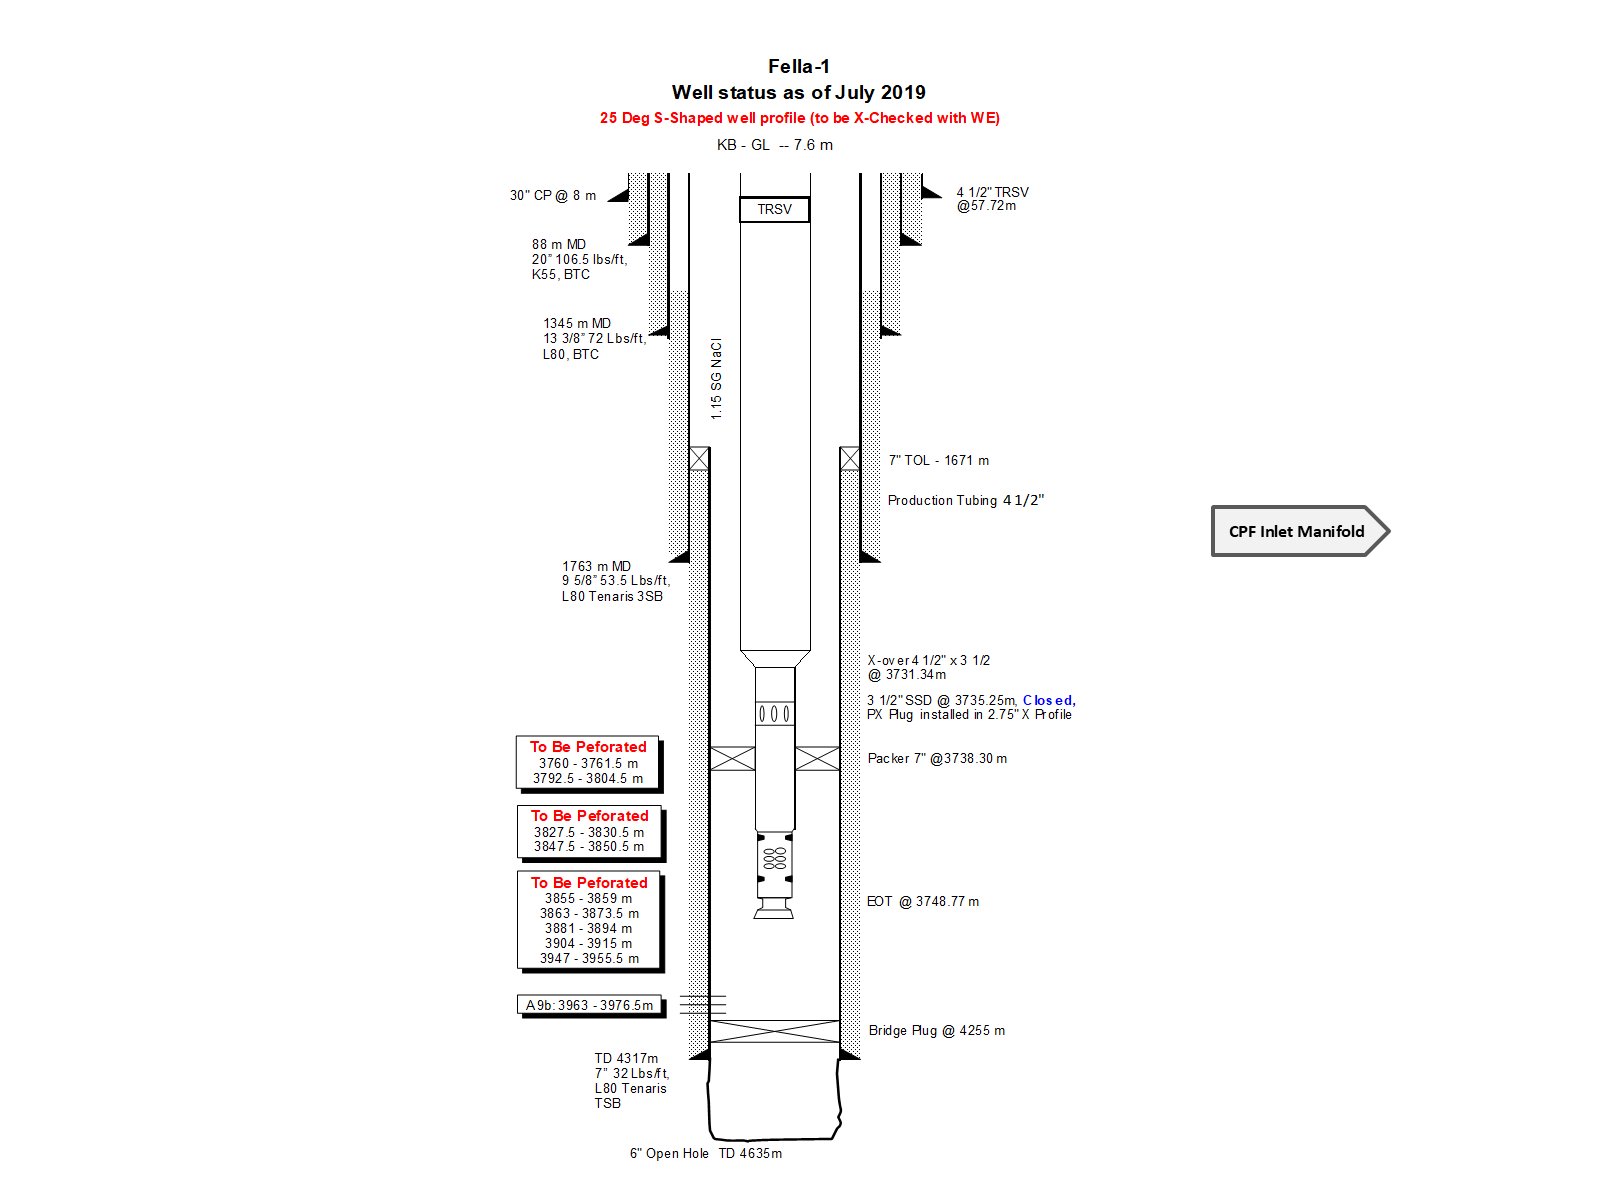 Fella-1
Well status as of July 2019
25 Deg S-Shaped well profile (to be X-Checked with WE)
KB - GL -- 7.6 m
30" CP @ 8 m
4 1/2" TRSV
@57.72m
TRSV
88 m MD
20” 106.5 lbs/ft,
K55, BTC
1345 m MD
13 3/8” 72 Lbs/ft,
L80, BTC
1.15 SG NaCl
7" TOL - 1671 m
Production Tubing 4 1/2"
CPF Inlet Manifold
1763 m MD
9 5/8” 53.5 Lbs/ft,
L80 Tenaris 3SB
X-over 4 1/2" x 3 1/2
@ 3731.34m
3 1/2" SSD @ 3735.25m, Closed,
PX Plug installed in 2.75" X Profile
Packer 7" @3738.30 m
To Be Peforated
3760 - 3761.5 m
3792.5 - 3804.5 m
To Be Peforated
3827.5 - 3830.5 m
3847.5 - 3850.5 m
To Be Peforated
3855 - 3859 m
3863 - 3873.5 m
3881 - 3894 m
3904 - 3915 m
3947 - 3955.5 m
EOT @ 3748.77 m
A9b: 3963 - 3976.5m
Bridge Plug @ 4255 m
TD 4317m
7” 32 Lbs/ft,
L80 Tenaris
TSB
6" Open Hole TD 4635m